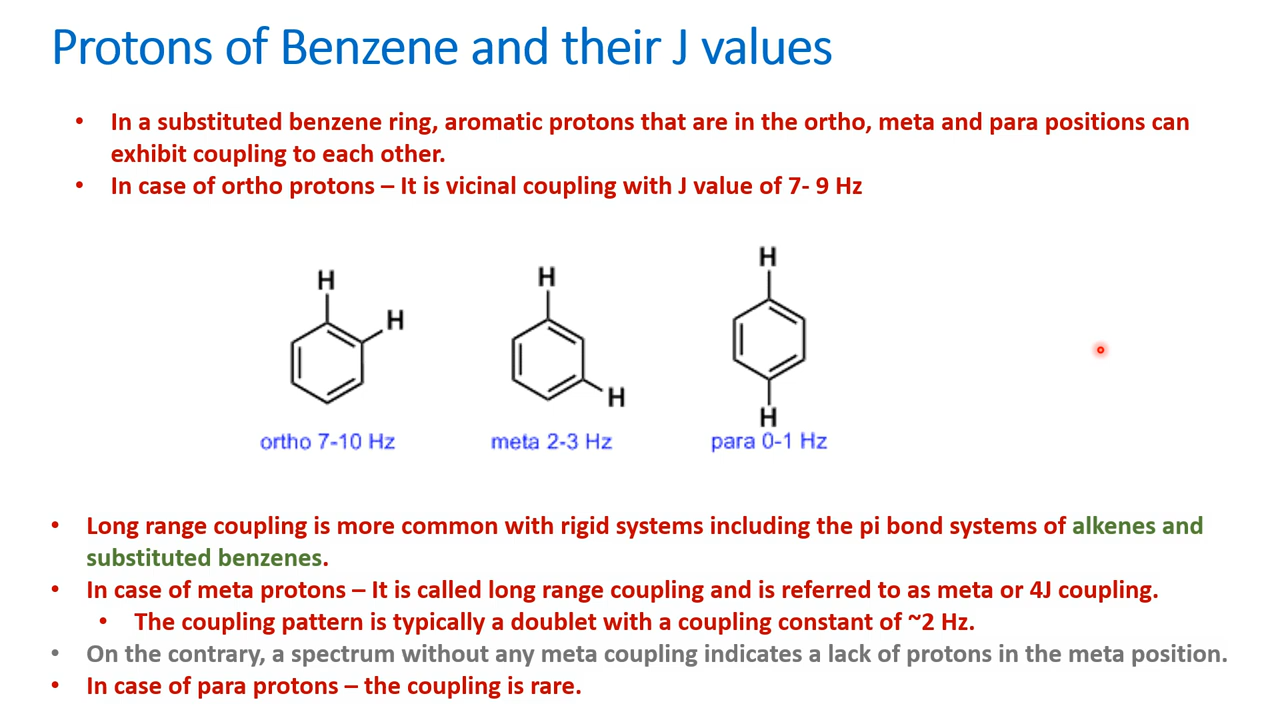 Protons of Benzene and their J values
• In a substituted benzene ring, aromatic protons that are in the ortho, meta and para positions can
exhibit coupling to each other.
• In case of ortho protons – It is vicinal coupling with J value of 7- 9 Hz
H
H
H
H
H
H
ortho 7-10 Hz
meta 2-3 Hz
para 0-1 Hz
• Long range coupling is more common with rigid systems including the pi bond systems of alkenes and
substituted benzenes.
• In case of meta protons – It is called long range coupling and is referred to as meta or 4J coupling.
• The coupling pattern is typically a doublet with a coupling constant of ~2 Hz.
• On the contrary, a spectrum without any meta coupling indicates a lack of protons in the meta position.
• In case of para protons – the coupling is rare.